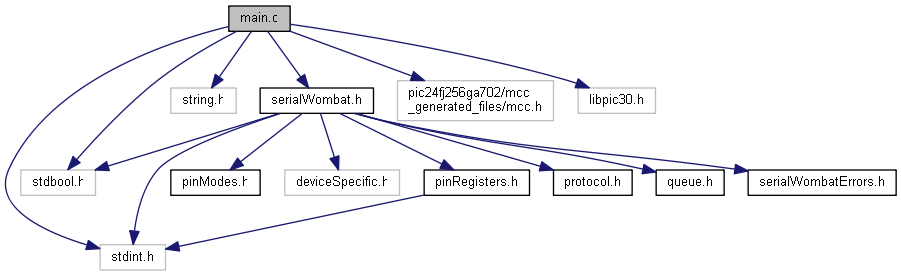 main.c
string.h
serialWombat.h
pic24fj256ga702/mcc
_generated_files/mcc.h
libpic30.h
stdbool.h
pinModes.h
deviceSpecific.h
pinRegisters.h
protocol.h
queue.h
serialWombatErrors.h
stdint.h